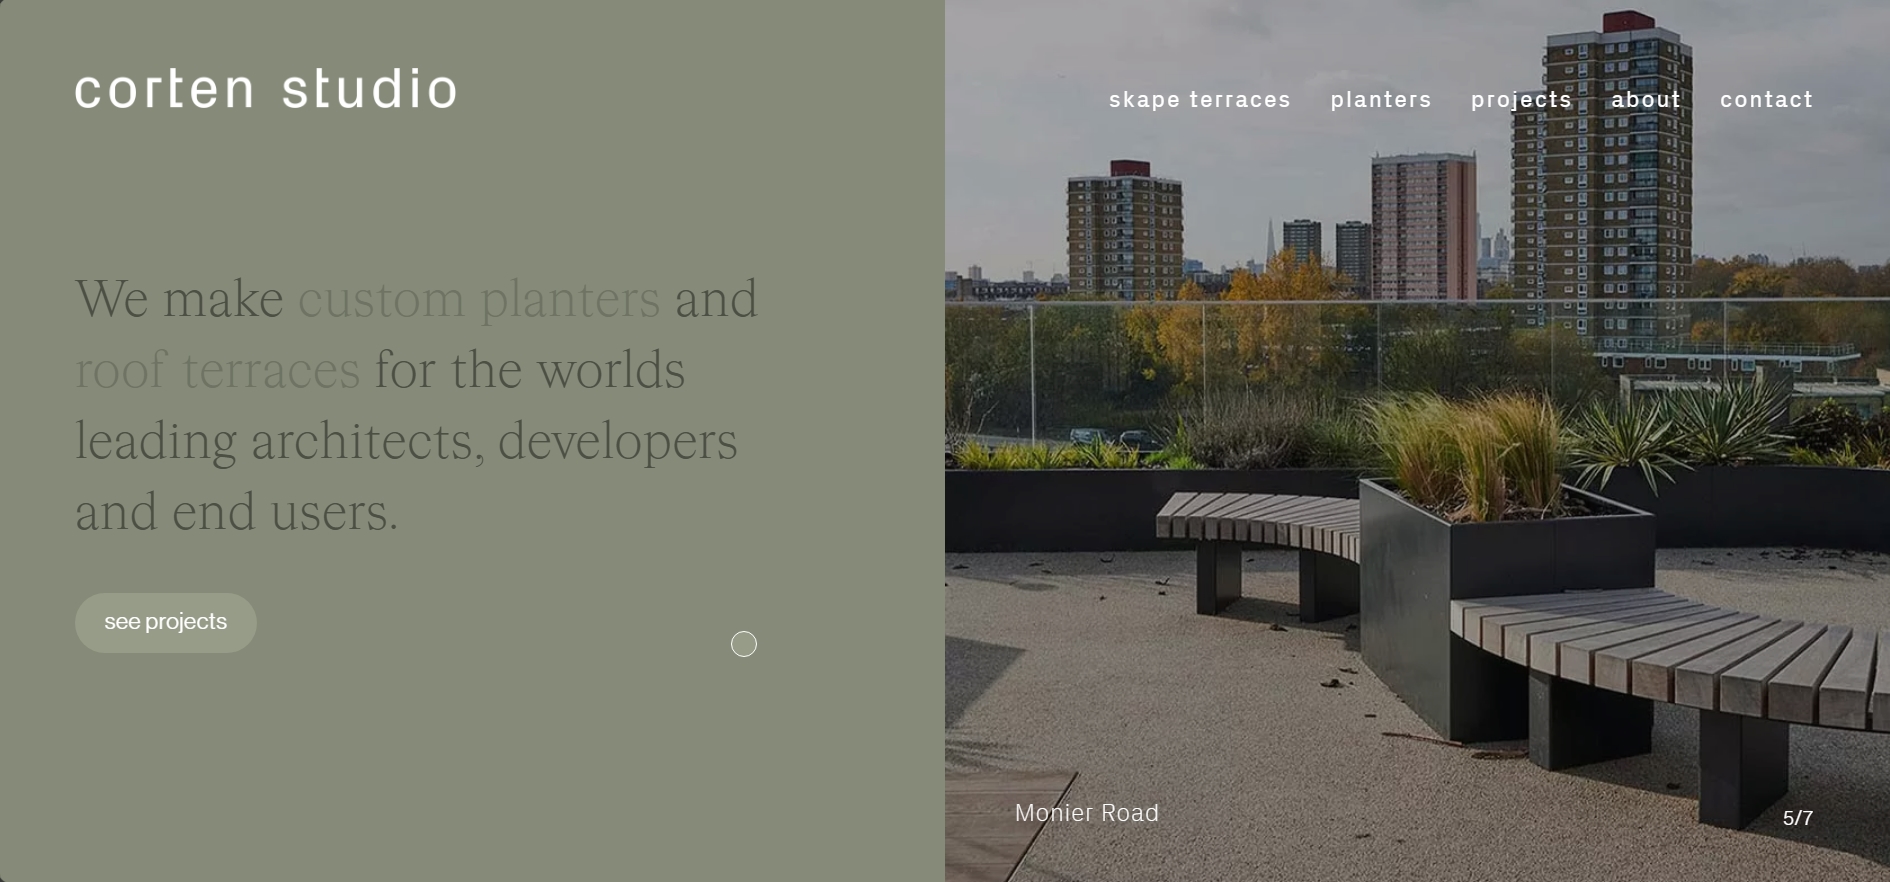 corten studio
skape terraces planters projects about contact
We make custom planters and
roof terraces for the worlds
leading architects, developers
and end users.
see projects
Monier Road
5/7